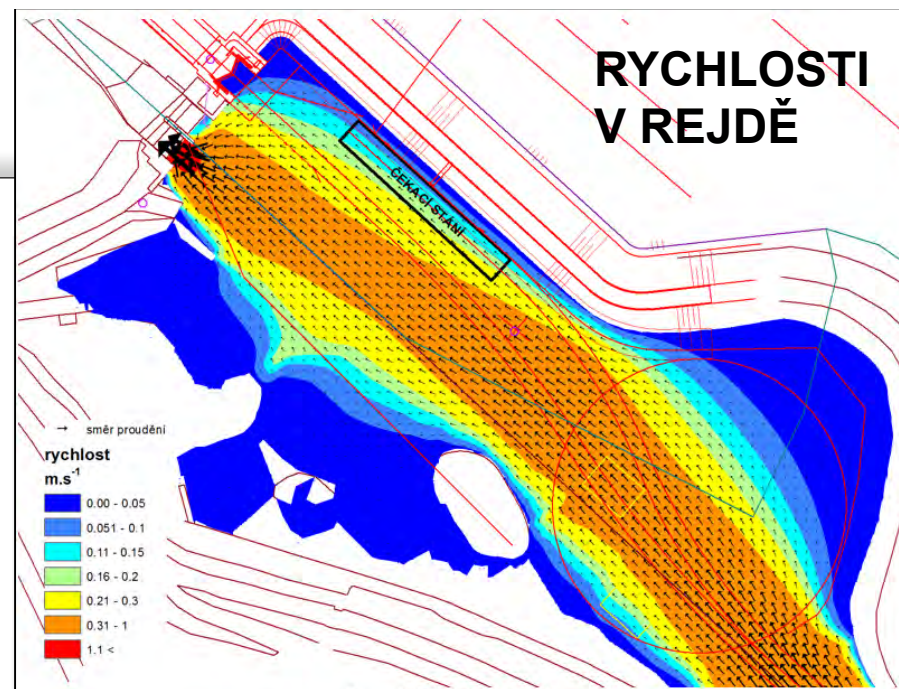 RYCHLOSTI
V REJDĚ
ČEKACÍ STÁNÍ
směr proudění
rychlost
m.s⁻¹
0.00 - 0.05
0.051 - 0.1
0.11 - 0.15
0.16 - 0.2
0.21 - 0.3
0.31 - 1
1.1 <